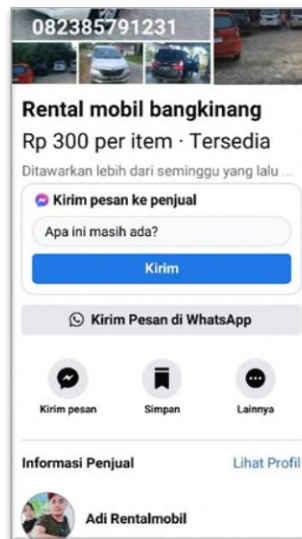 082385791231
Rental mobil bangkinang
Rp 300 per item · Tersedia
Ditawarkan lebih dari seminggu yang lalu ...
Kirim pesan ke penjual
Apa ini masih ada?
Kirim
Kirim Pesan di WhatsApp
Kirim pesan
Simpan
Lainnya
Informasi Penjual
Lihat Profil
Adi Rentalmobil